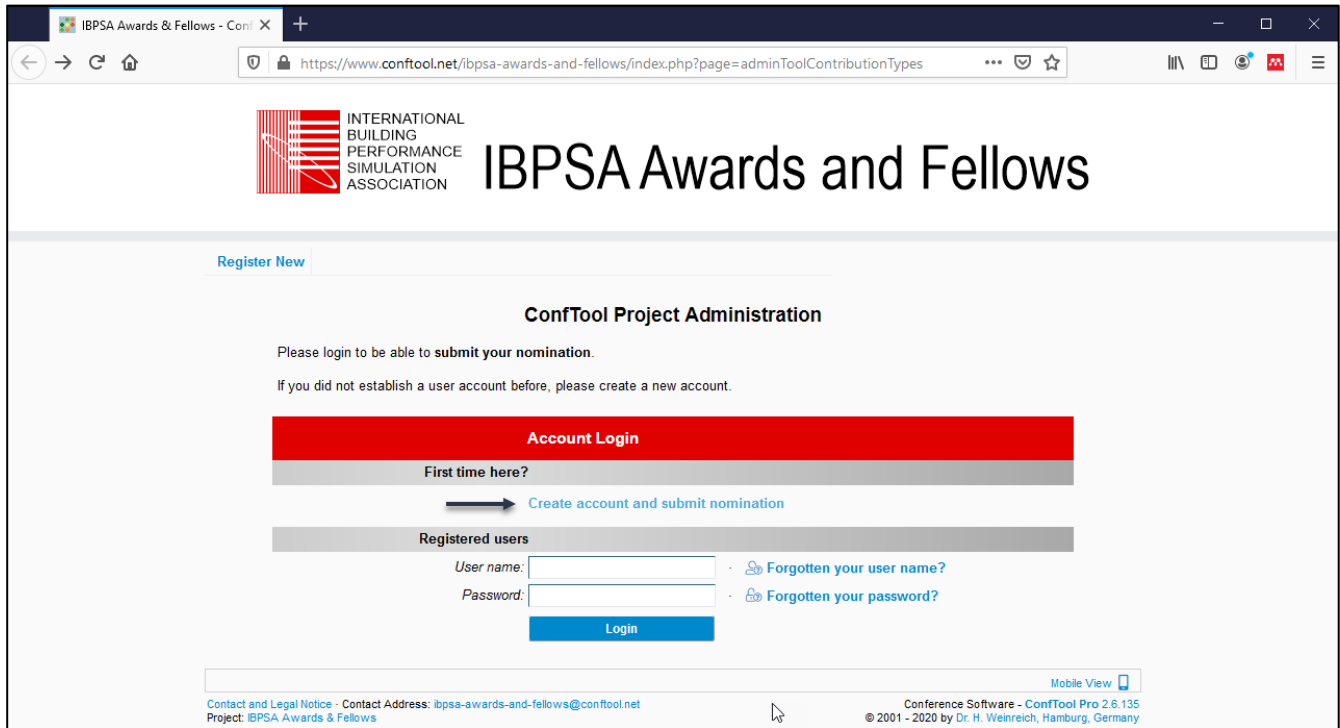 IBPSA Awards & Fellows - Conf
https://www.conftool.net/ibpsa-awards-and-fellows/index.php?page=adminToolContributionTypes
INTERNATIONAL
BUILDING
PERFORMANCE
SIMULATION
ASSOCIATION
IBPSA Awards and Fellows
Register New
ConfTool Project Administration
Please login to be able to submit your nomination.
If you did not establish a user account before, please create a new account.
Account Login
First time here?
Create account and submit nomination
Registered users
User name: · Forgotten your user name?
Password: · Forgotten your password?
Login
Mobile View
Contact and Legal Notice · Contact Address: ibpsa-awards-and-fellows@conftool.net
Project: IBPSA Awards & Fellows
Conference Software - ConfTool Pro 2.6.135
© 2001 - 2020 by Dr. H. Weinreich, Hamburg, Germany